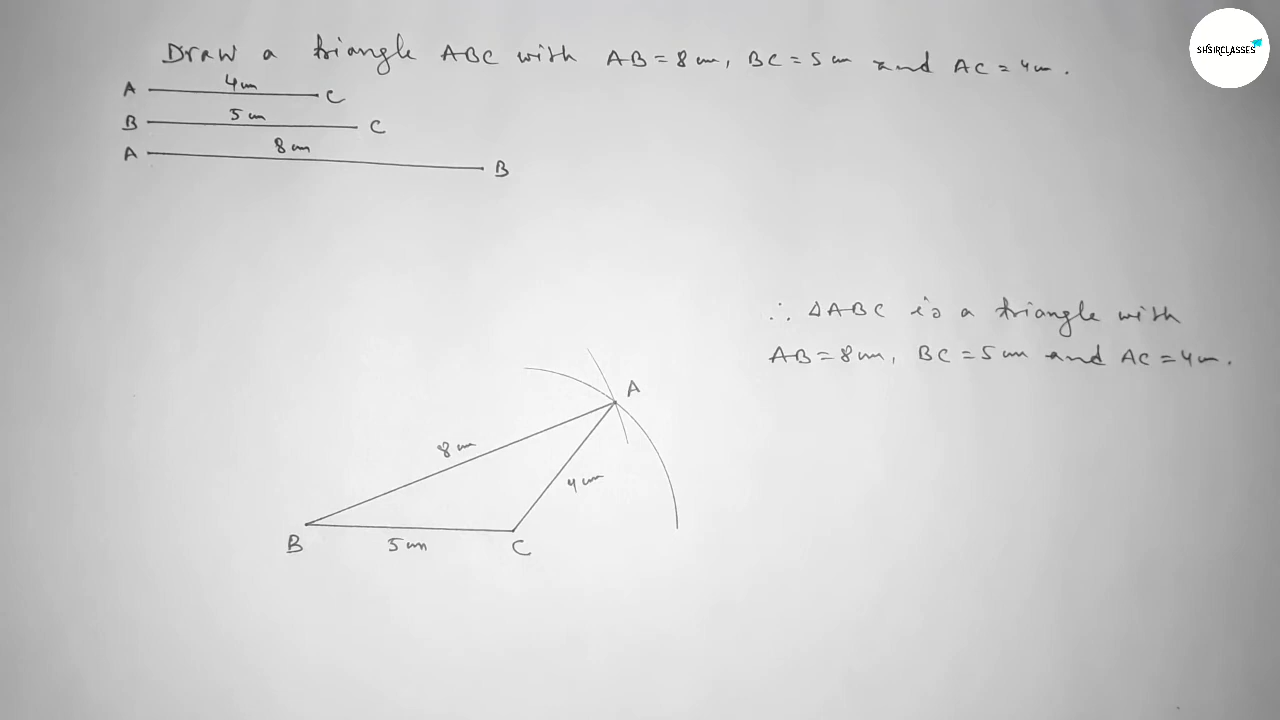 Draw a triangle ABC with AB = 8 cm, BC = 5 cm and AC = 4 cm.
SHSIRCLASSES
A 4 cm C
B 5 cm C
A 8 cm B
∴ △ABC is a triangle with
AB = 8 cm, BC = 5 cm and AC = 4 cm.
A
8 cm
4 cm
B 5 cm C